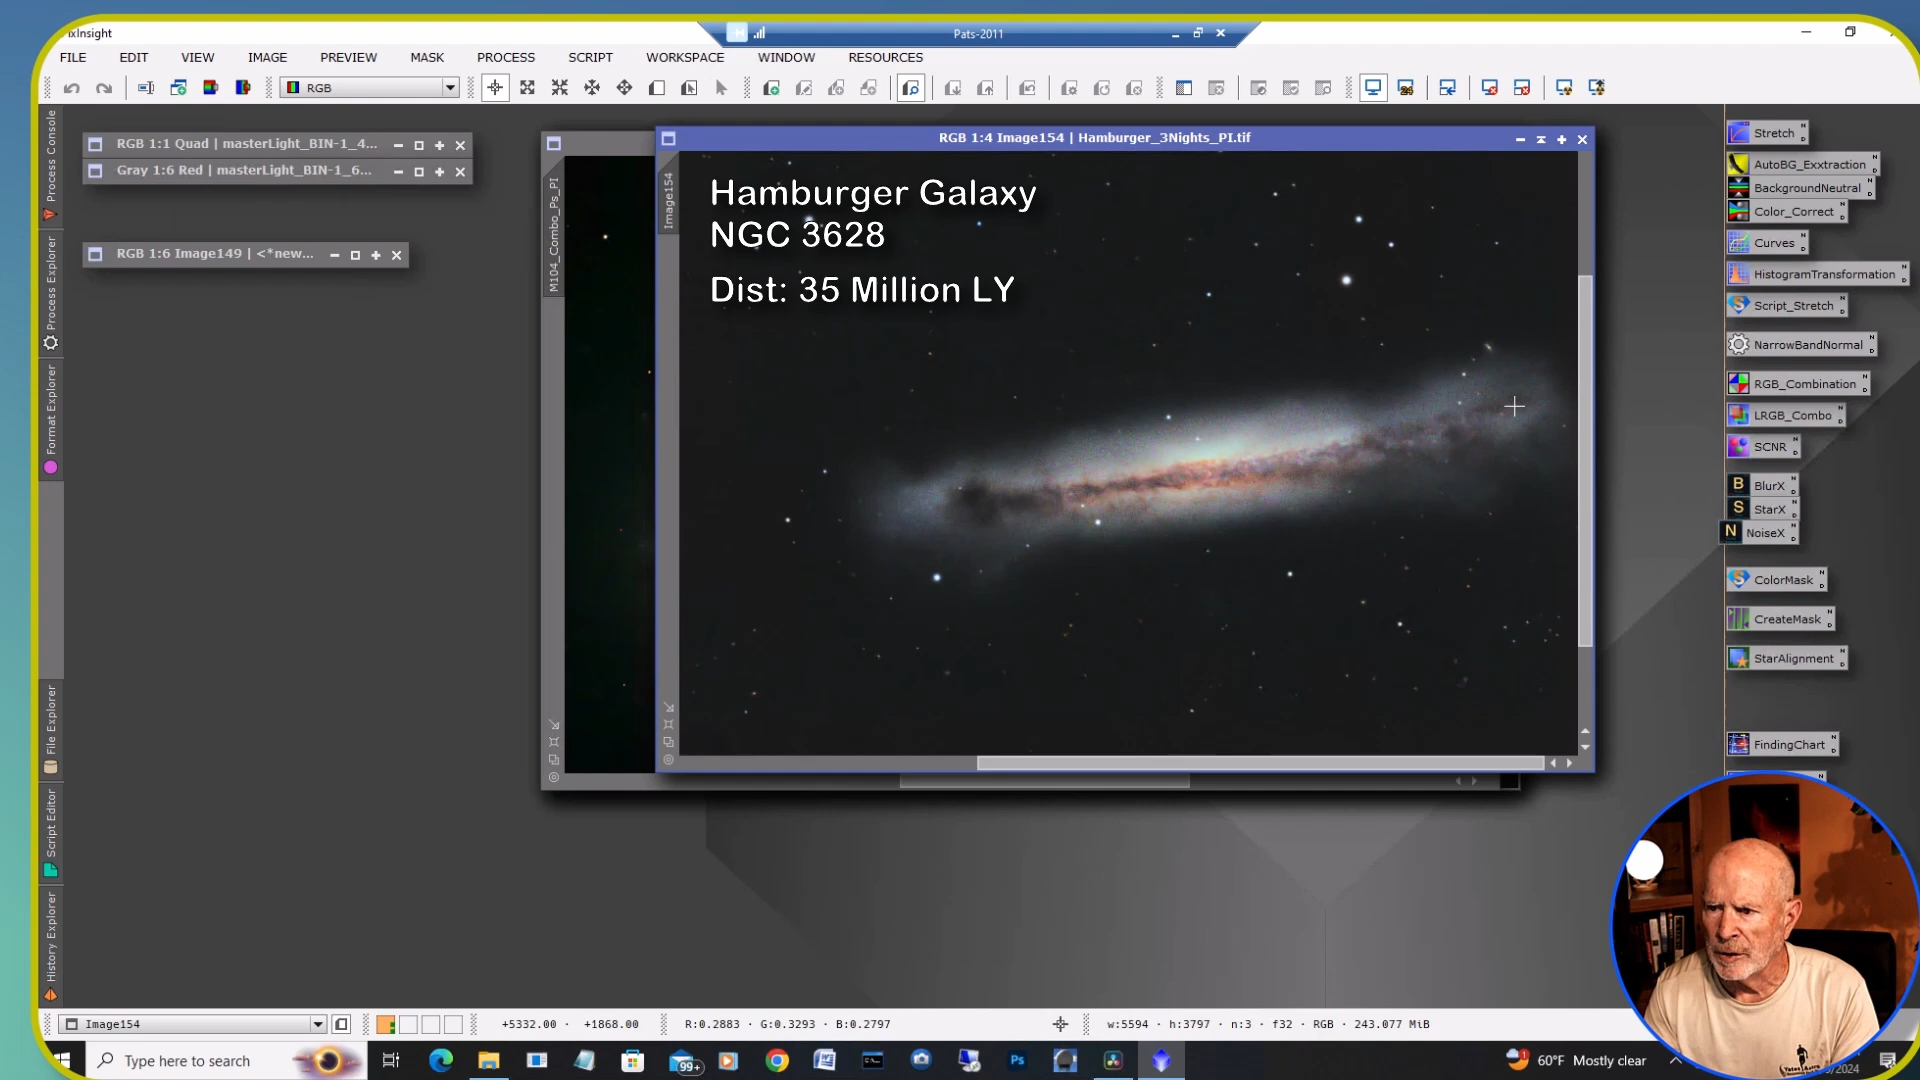 PixInsight
Pats-2011
FILE EDIT VIEW IMAGE PREVIEW MASK PROCESS SCRIPT WORKSPACE WINDOW RESOURCES
RGB
24
Process Console
Process Explorer
Format Explorer
File Explorer
Script Editor
History Explorer
RGB 1:1 Quad | masterLight_BIN-1_4...
Gray 1:6 Red | masterLight_BIN-1_6...
RGB 1:6 Image149 | <*new...
M104_Combo_Ps_PI
RGB 1:4 Image154 | Hamburger_3Nights_PI.tif
Image154
Hamburger Galaxy
NGC 3628
Dist: 35 Million LY
Stretch
AutoBG_Exxtraction
BackgroundNeutral
Color_Correct
Curves
HistogramTransformation
Script_Stretch
NarrowBandNormal
RGB_Combination
LRGB_Combo
SCNR
B BlurX
S StarX
N NoiseX
ColorMask
CreateMask
StarAlignment
FindingChart
Image154
+5332.00 · +1868.00
R:0.2883 · G:0.3293 · B:0.2797
w:5594 · h:3797 · n:3 · f32 · RGB · 243.077 MiB
Type here to search
99+
Ps
60°F Mostly clear